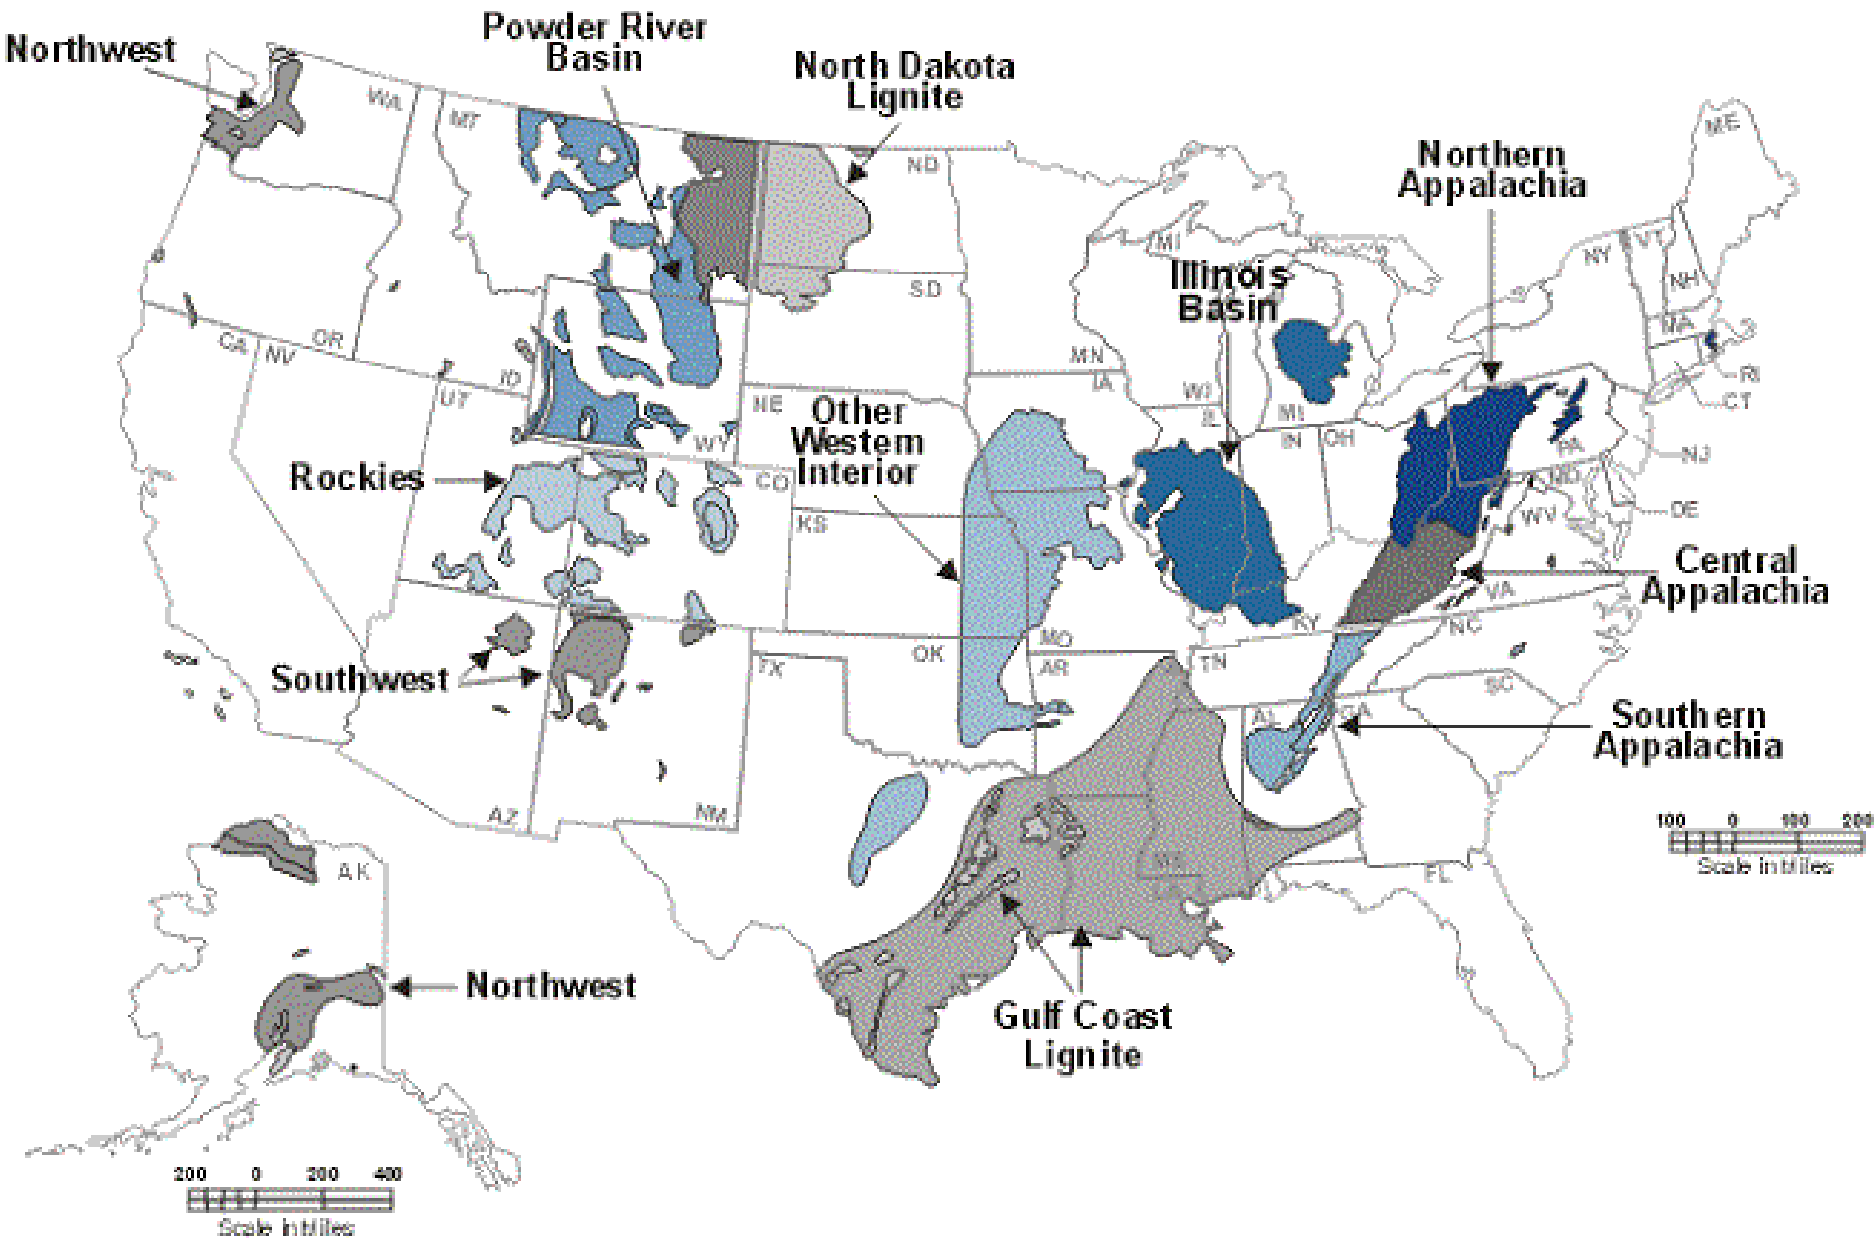 Northwest
Powder River
Basin
North Dakota
Lignite
Northern
Appalachia
Illinois
Basin
Other
Western
Interior
Rockies
Southwest
Central
Appalachia
Southern
Appalachia
Gulf Coast
Lignite
Northwest
WA
MT
ND
ME
MI
NY
VT
NH
SD
MA
OR
CA
NV
ID
UT
MN
IA
WI
IL
MI
RI
CT
NE
WY
IN
OH
PA
NJ
CO
MD
KS
WV
DE
VA
KY
NC
MO
OK
AR
TN
TX
SC
AL
GA
AZ
NM
MS
LA
FL
AK
100 0 100 200
Scale in Miles
200 0 200 400
Scale in Miles